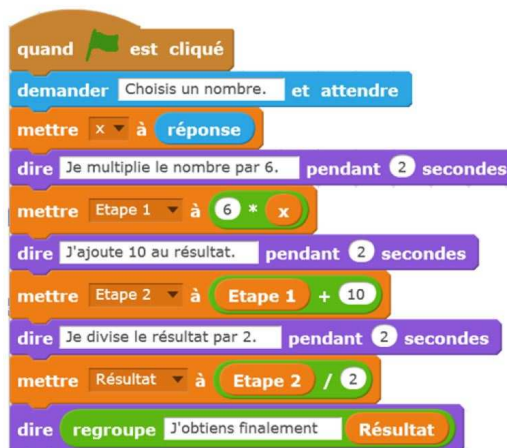 quand est cliqué
demander Choisis un nombre. et attendre
mettre x à réponse
dire Je multiplie le nombre par 6. pendant 2 secondes
mettre Etape 1 à 6 * x
dire J'ajoute 10 au résultat. pendant 2 secondes
mettre Etape 2 à Etape 1 + 10
dire Je divise le résultat par 2. pendant 2 secondes
mettre Résultat à Etape 2 / 2
dire regroupe J'obtiens finalement Résultat